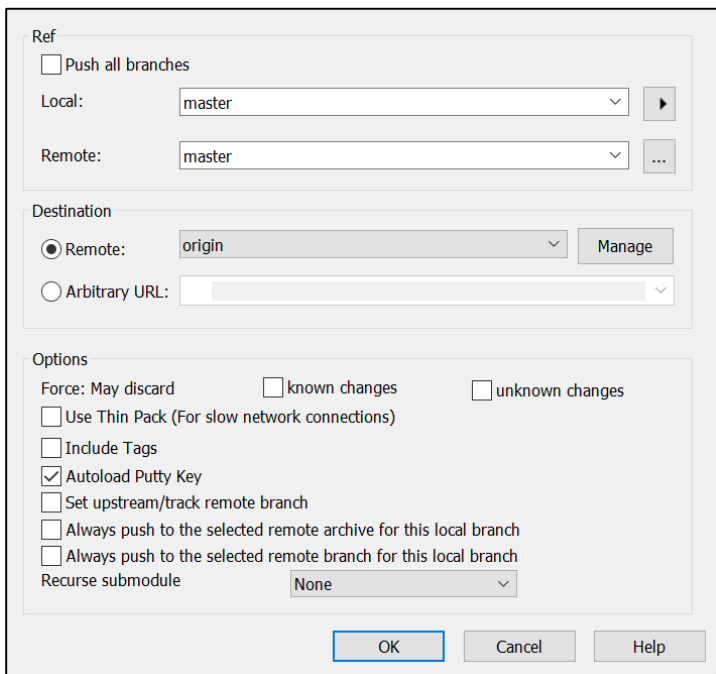 Ref
Push all branches
Local: master
Remote: master ...
Destination
Remote: origin Manage
Arbitrary URL:
Options
Force: May discard known changes unknown changes
Use Thin Pack (For slow network connections)
Include Tags
Autoload Putty Key
Set upstream/track remote branch
Always push to the selected remote archive for this local branch
Always push to the selected remote branch for this local branch
Recurse submodule None
OK Cancel Help